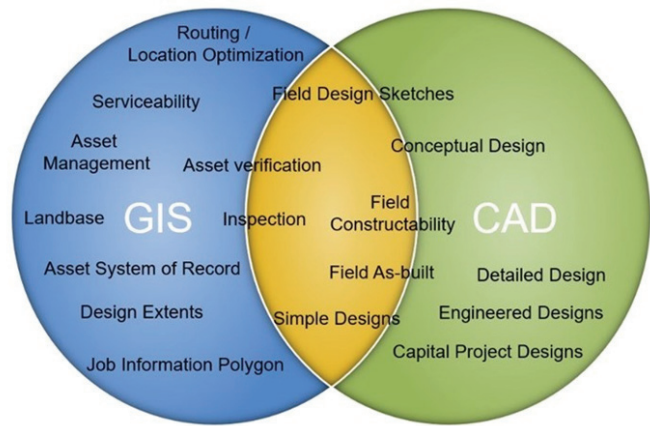 Routing /
Location Optimization
Field Design Sketches
Serviceability
Asset
Management
Conceptual Design
Asset verification
Landbase
GIS
Inspection
Field
Constructability
CAD
Asset System of Record
Field As-built
Detailed Design
Design Extents
Simple Designs
Engineered Designs
Job Information Polygon
Capital Project Designs